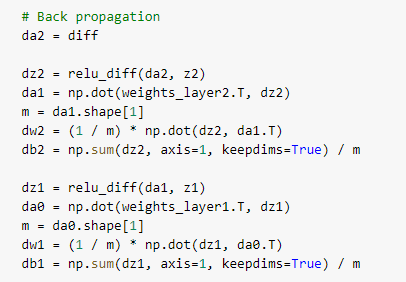 # Back propagation
da2 = diff
dz2 = relu_diff(da2, z2)
da1 = np.dot(weights_layer2.T, dz2)
m = da1.shape[1]
dw2 = (1 / m) * np.dot(dz2, da1.T)
db2 = np.sum(dz2, axis=1, keepdims=True) / m
dz1 = relu_diff(da1, z1)
da0 = np.dot(weights_layer1.T, dz1)
m = da0.shape[1]
dw1 = (1 / m) * np.dot(dz1, da0.T)
db1 = np.sum(dz1, axis=1, keepdims=True) / m